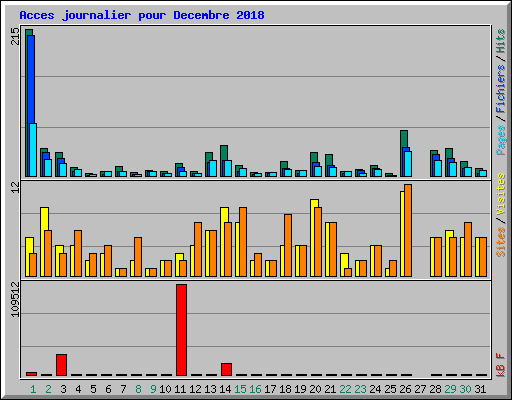 Acces journalier pour Decembre 2018
215
Pages / Fichiers / Hits
12
Sites / Visites
109512
kB F
1 2 3 4 5 6 7 8 9 10 11 12 13 14 15 16 17 18 19 20 21 22 23 24 25 26 27 28 29 30 31